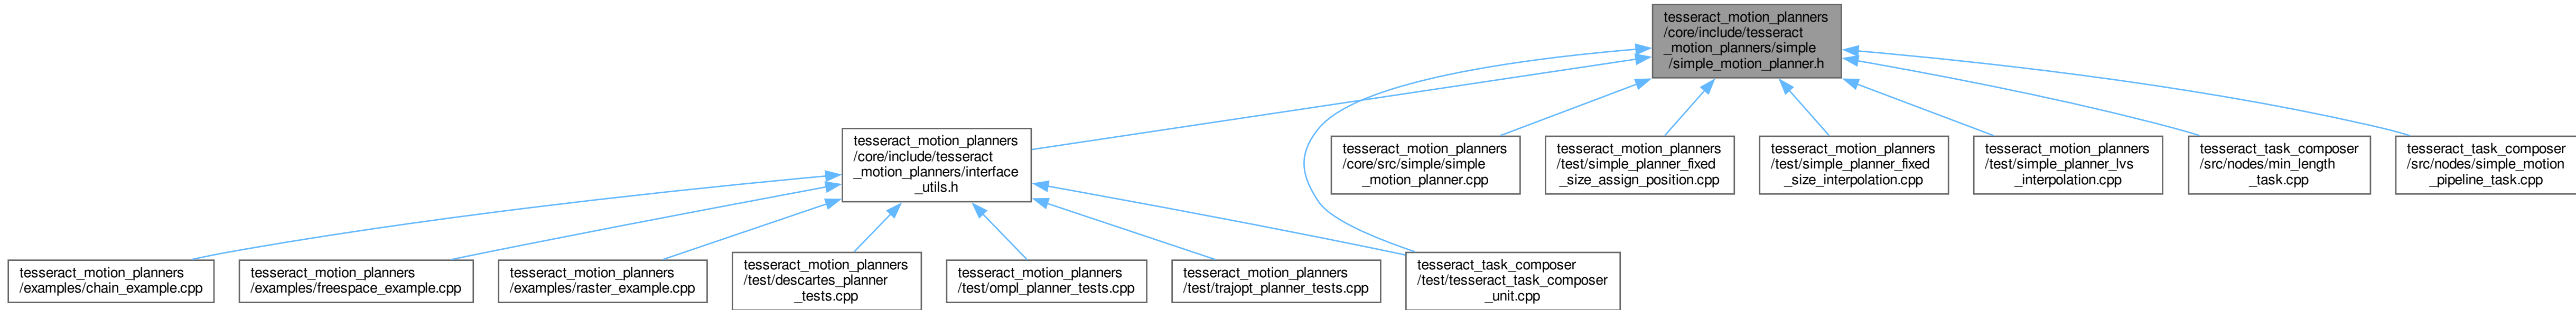 tesseract_motion_planners
/core/include/tesseract
_motion_planners/simple
/simple_motion_planner.h
tesseract_motion_planners
/core/include/tesseract
_motion_planners/interface
_utils.h
tesseract_motion_planners
/core/src/simple/simple
_motion_planner.cpp
tesseract_motion_planners
/test/simple_planner_fixed
_size_assign_position.cpp
tesseract_motion_planners
/test/simple_planner_fixed
_size_interpolation.cpp
tesseract_motion_planners
/test/simple_planner_lvs
_interpolation.cpp
tesseract_task_composer
/src/nodes/min_length
_task.cpp
tesseract_task_composer
/src/nodes/simple_motion
_pipeline_task.cpp
tesseract_motion_planners
/examples/chain_example.cpp
tesseract_motion_planners
/examples/freespace_example.cpp
tesseract_motion_planners
/examples/raster_example.cpp
tesseract_motion_planners
/test/descartes_planner
_tests.cpp
tesseract_motion_planners
/test/ompl_planner_tests.cpp
tesseract_motion_planners
/test/trajopt_planner_tests.cpp
tesseract_task_composer
/test/tesseract_task_composer
_unit.cpp